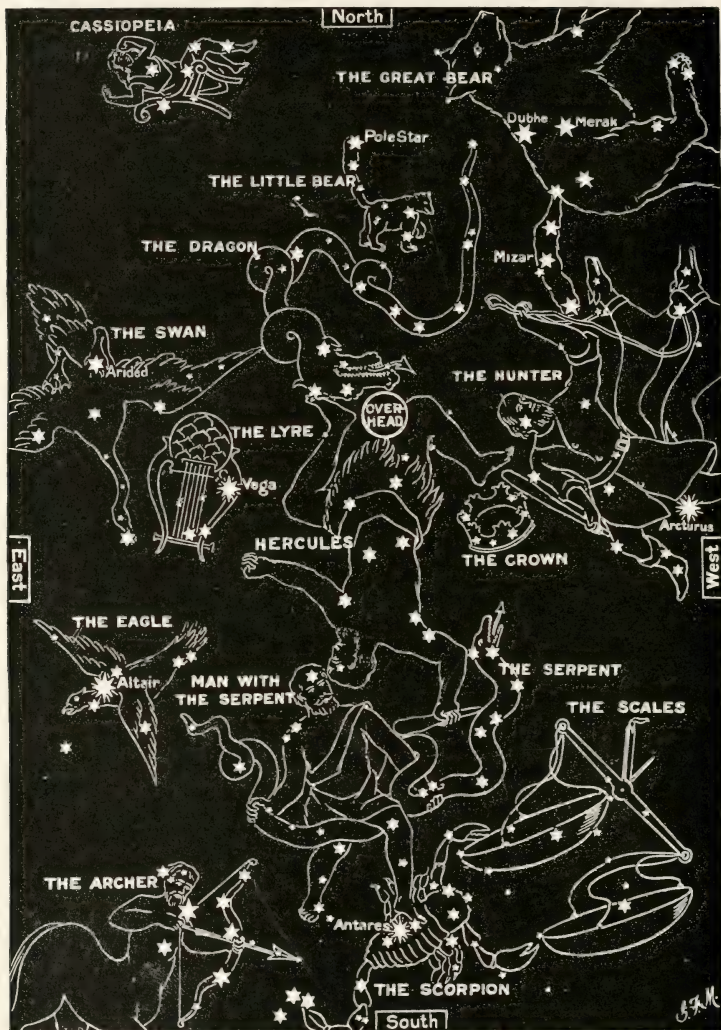 North
CASSIOPEIA
THE GREAT BEAR
Dubhe
Merak
Pole Star
THE LITTLE BEAR
THE DRAGON
Mizar
THE SWAN
Arided
THE HUNTER
OVER-
HEAD
THE LYRE
Vega
Arcturus
HERCULES
THE CROWN
East
West
THE EAGLE
Altair
MAN WITH
THE SERPENT
THE SERPENT
THE SCALES
THE ARCHER
Antares
THE SCORPION
South